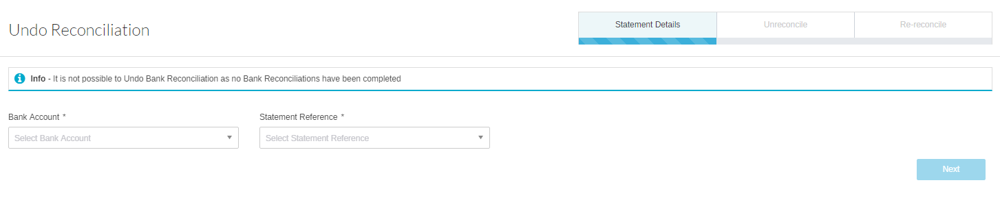 Undo Reconciliation
Statement Details
Unreconcile
Re-reconcile
Info - It is not possible to Undo Bank Reconciliation as no Bank Reconciliations have been completed
Bank Account *
Statement Reference *
Select Bank Account
Select Statement Reference
Next